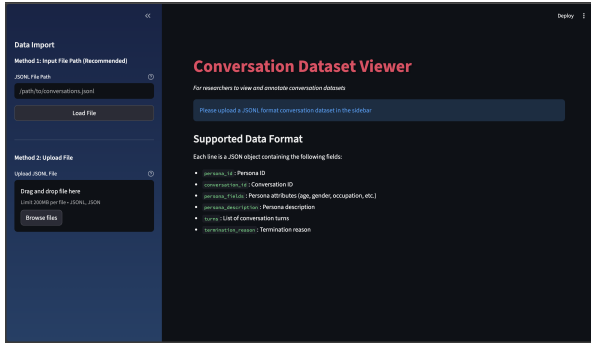 Deploy
Data Import
Method 1: Input File Path (Recommended)
JSONL File Path
/path/to/conversations.jsonl
Load File
Method 2: Upload File
Upload JSONL File
Drag and drop file here
Limit 200MB per file • JSONL, JSON
Browse files
Conversation Dataset Viewer
For researchers to view and annotate conversation datasets
Please upload a JSONL format conversation dataset in the sidebar
Supported Data Format
Each line is a JSON object containing the following fields:
• persona_id : Persona ID
• conversation_id : Conversation ID
• persona_fields : Persona attributes (age, gender, occupation, etc.)
• persona_description : Persona description
• turns : List of conversation turns
• termination_reason : Termination reason